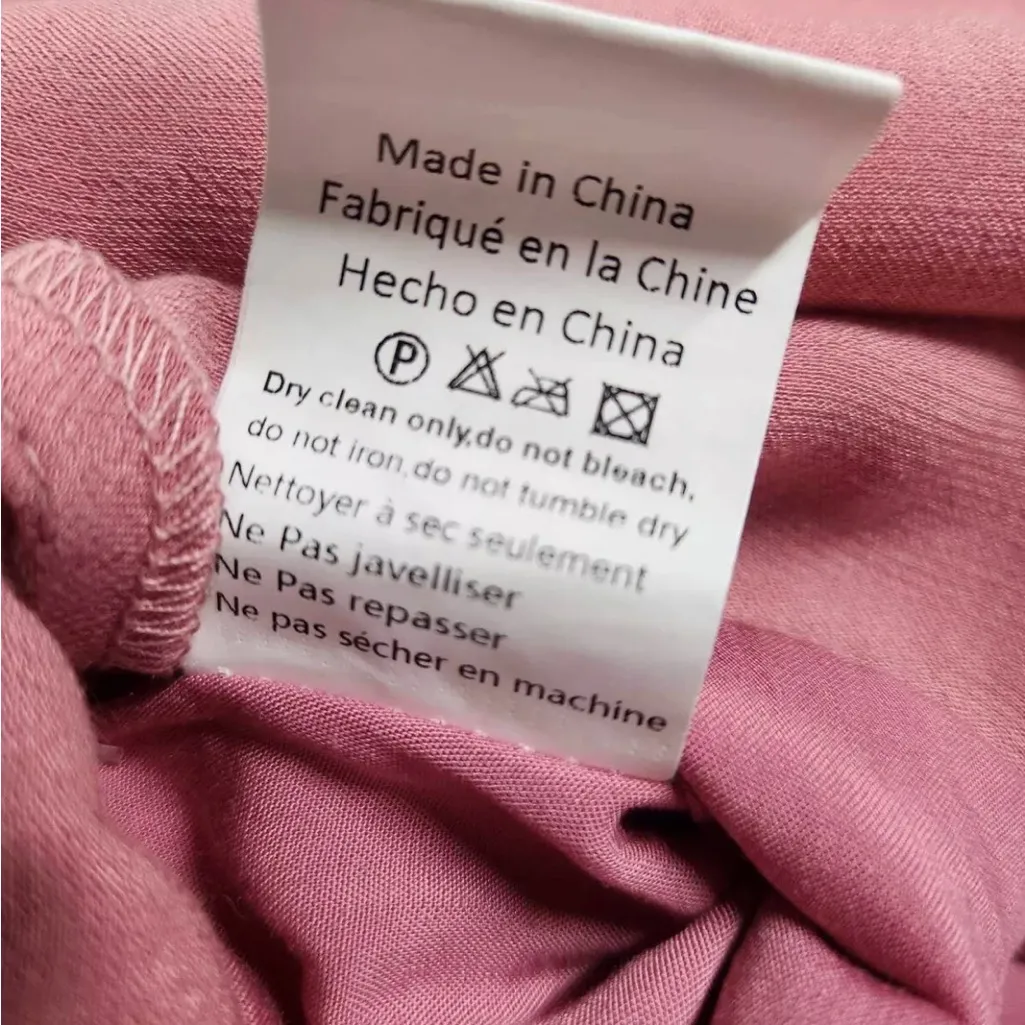 Made in China
Fabriqué en la Chine
Hecho en China
P
Dry clean only,do not bleach,
do not iron,do not tumble dry
Nettoyer à sec seulement
Ne Pas javelliser
Ne Pas repasser
Ne pas sécher en machine